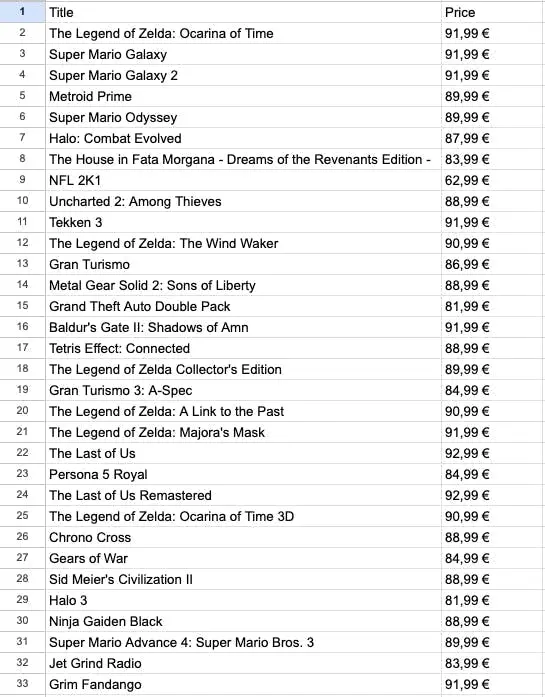 1 Title Price
2 The Legend of Zelda: Ocarina of Time 91,99 €
3 Super Mario Galaxy 91,99 €
4 Super Mario Galaxy 2 91,99 €
5 Metroid Prime 89,99 €
6 Super Mario Odyssey 89,99 €
7 Halo: Combat Evolved 87,99 €
8 The House in Fata Morgana - Dreams of the Revenants Edition - 83,99 €
9 NFL 2K1 62,99 €
10 Uncharted 2: Among Thieves 88,99 €
11 Tekken 3 91,99 €
12 The Legend of Zelda: The Wind Waker 90,99 €
13 Gran Turismo 86,99 €
14 Metal Gear Solid 2: Sons of Liberty 88,99 €
15 Grand Theft Auto Double Pack 81,99 €
16 Baldur's Gate II: Shadows of Amn 91,99 €
17 Tetris Effect: Connected 88,99 €
18 The Legend of Zelda Collector's Edition 89,99 €
19 Gran Turismo 3: A-Spec 84,99 €
20 The Legend of Zelda: A Link to the Past 90,99 €
21 The Legend of Zelda: Majora's Mask 91,99 €
22 The Last of Us 92,99 €
23 Persona 5 Royal 84,99 €
24 The Last of Us Remastered 92,99 €
25 The Legend of Zelda: Ocarina of Time 3D 90,99 €
26 Chrono Cross 88,99 €
27 Gears of War 84,99 €
28 Sid Meier's Civilization II 88,99 €
29 Halo 3 81,99 €
30 Ninja Gaiden Black 88,99 €
31 Super Mario Advance 4: Super Mario Bros. 3 89,99 €
32 Jet Grind Radio 83,99 €
33 Grim Fandango 91,99 €